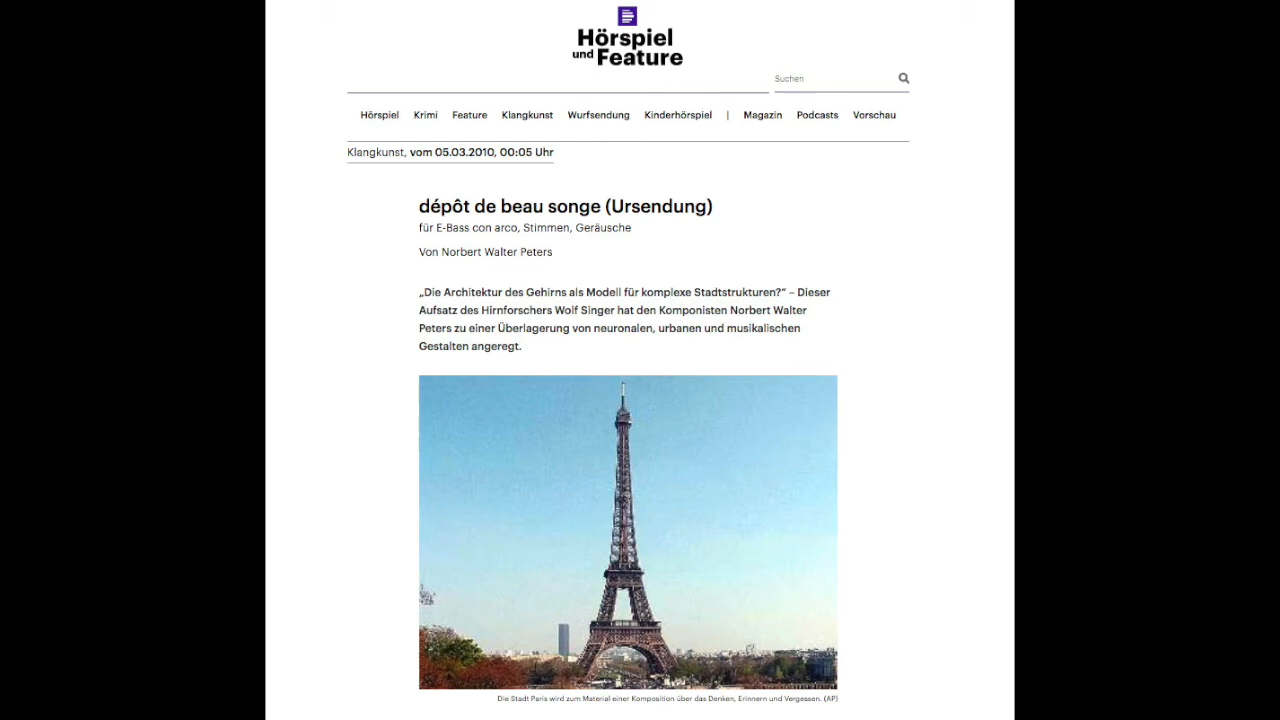 Hörspiel
und Feature
Suchen
Hörspiel Krimi Feature Klangkunst Wurfsendung Kinderhörspiel | Magazin Podcasts Vorschau
Klangkunst, vom 05.03.2010, 00:05 Uhr
dépôt de beau songe (Ursendung)
für E-Bass con arco, Stimmen, Geräusche
Von Norbert Walter Peters
„Die Architektur des Gehirns als Modell für komplexe Stadtstrukturen?“ – Dieser
Aufsatz des Hirnforschers Wolf Singer hat den Komponisten Norbert Walter
Peters zu einer Überlagerung von neuronalen, urbanen und musikalischen
Gestalten angeregt.
Die Stadt Paris wird zum Material einer Komposition über das Denken, Erinnern und Vergessen. (AP)